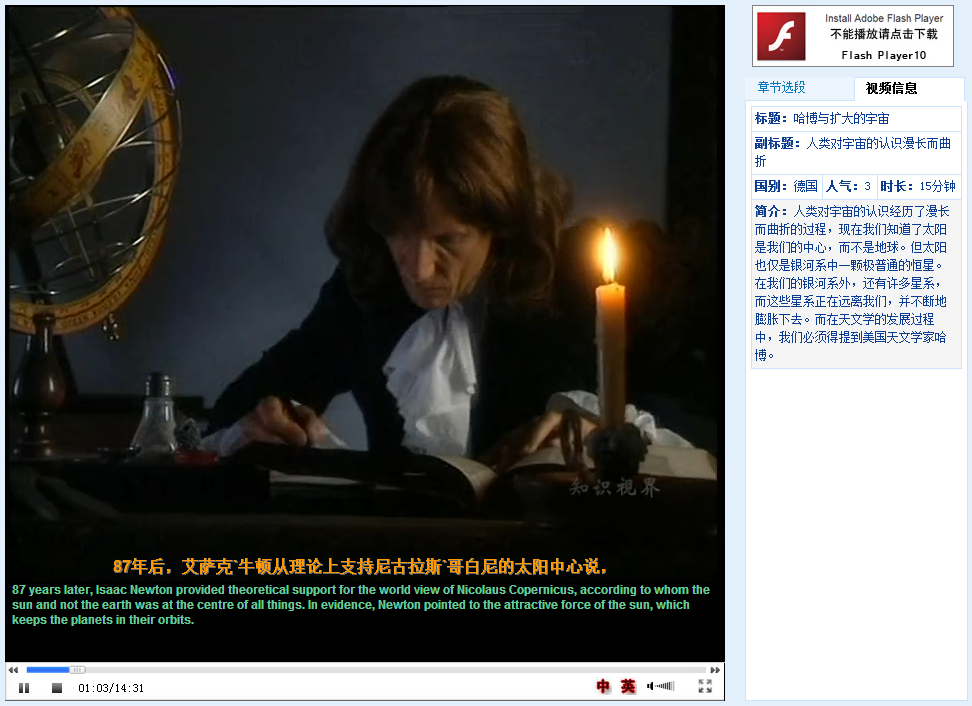 Install Adobe Flash Player
不能播放请点击下载
Flash Player10
章节选段
视频信息
标题：哈博与扩大的宇宙
副标题：人类对宇宙的认识漫长而曲
折
国别：德国 人气：3 时长：15分钟
简介：人类对宇宙的认识经历了漫长
而曲折的过程，现在我们知道了太阳
是我们的中心，而不是地球。但太阳
也仅是银河系中一颗极普通的恒星。
在我们的银河系外，还有许多星系，
而这些星系正在远离我们，并不断地
膨胀下去。而在天文学的发展过程
中，我们必须得提到美国天文学家哈
博。
知识视界
87年后，艾萨克`牛顿从理论上支持尼古拉斯`哥白尼的太阳中心说。
87 years later, Isaac Newton provided theoretical support for the world view of Nicolaus Copernicus, according to whom the
sun and not the earth was at the centre of all things. In evidence, Newton pointed to the attractive force of the sun, which
keeps the planets in their orbits.
01:03/14:31
中 英